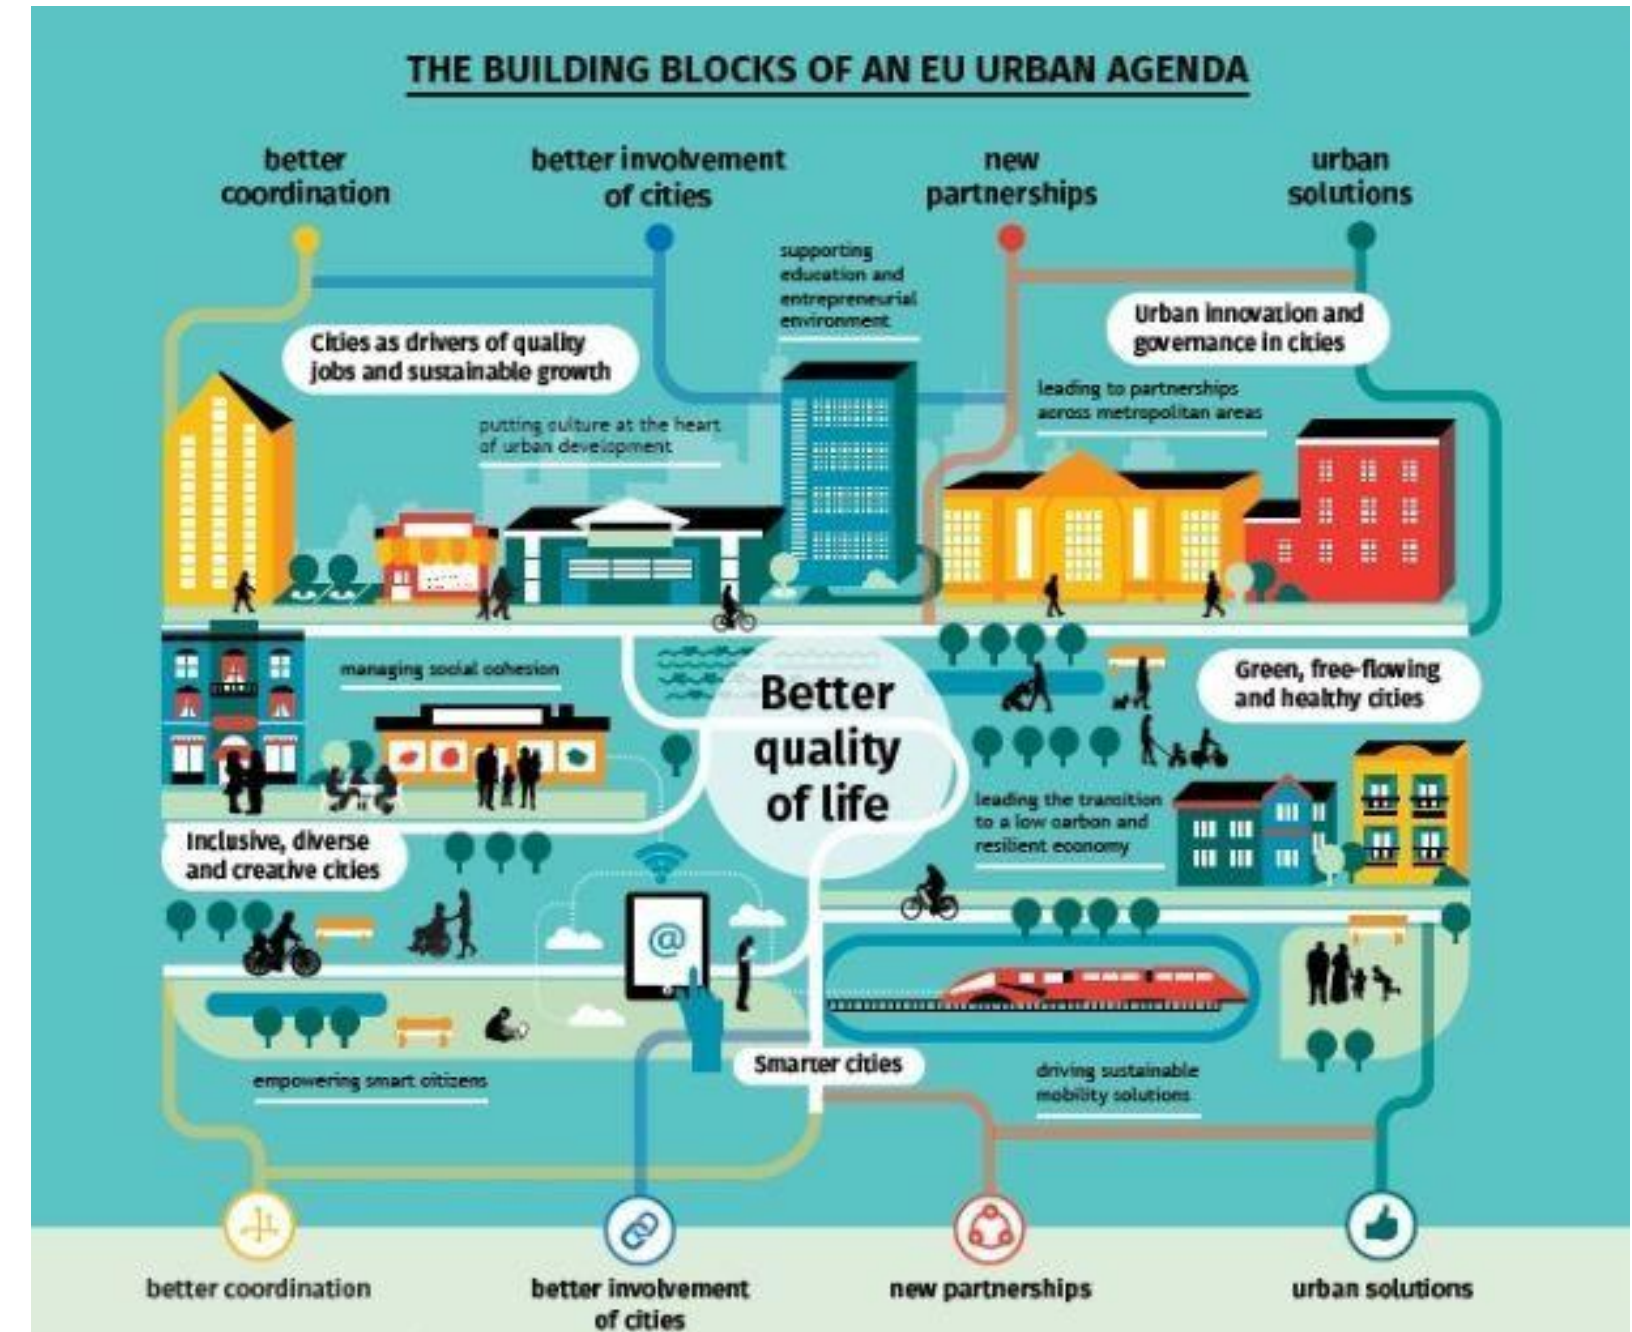 THE BUILDING BLOCKS OF AN EU URBAN AGENDA
better
coordination
better involvement
of cities
new
partnerships
urban
solutions
supporting
education and
entrepreneurial
environment
Urban innovation and
governance in cities
Cities as drivers of quality
jobs and sustainable growth
leading to partnerships
across metropolitan areas
putting culture at the heart
of urban development
managing social cohesion
Better
quality
of life
Green, free-flowing
and healthy cities
leading the transition
to a low carbon and
resilient economy
Inclusive, diverse
and creative cities
@
Smarter cities
empowering smart citizens
driving sustainable
mobility solutions
better coordination
better involvement
of cities
new partnerships
urban solutions